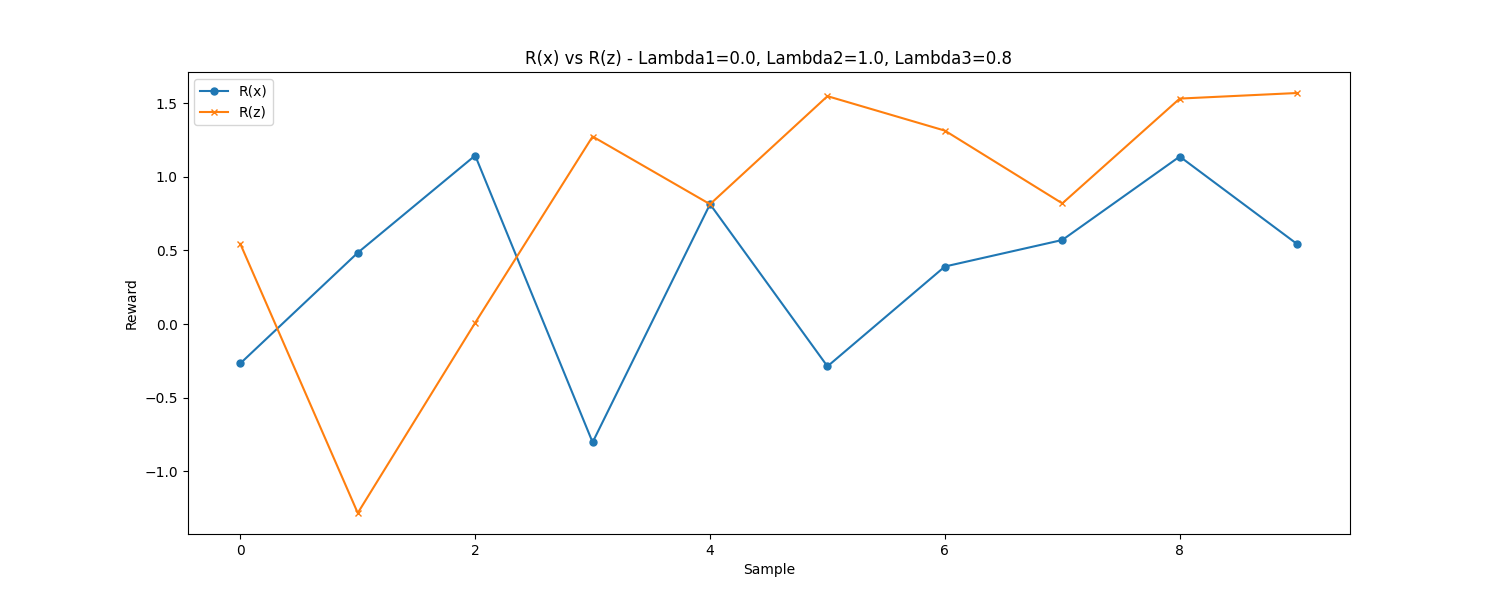 R(x) vs R(z) - Lambda1=0.0, Lambda2=1.0, Lambda3=0.8
R(x)
R(z)
1.5
1.0
0.5
0.0
−0.5
−1.0
Reward
0 2 4 6 8
Sample